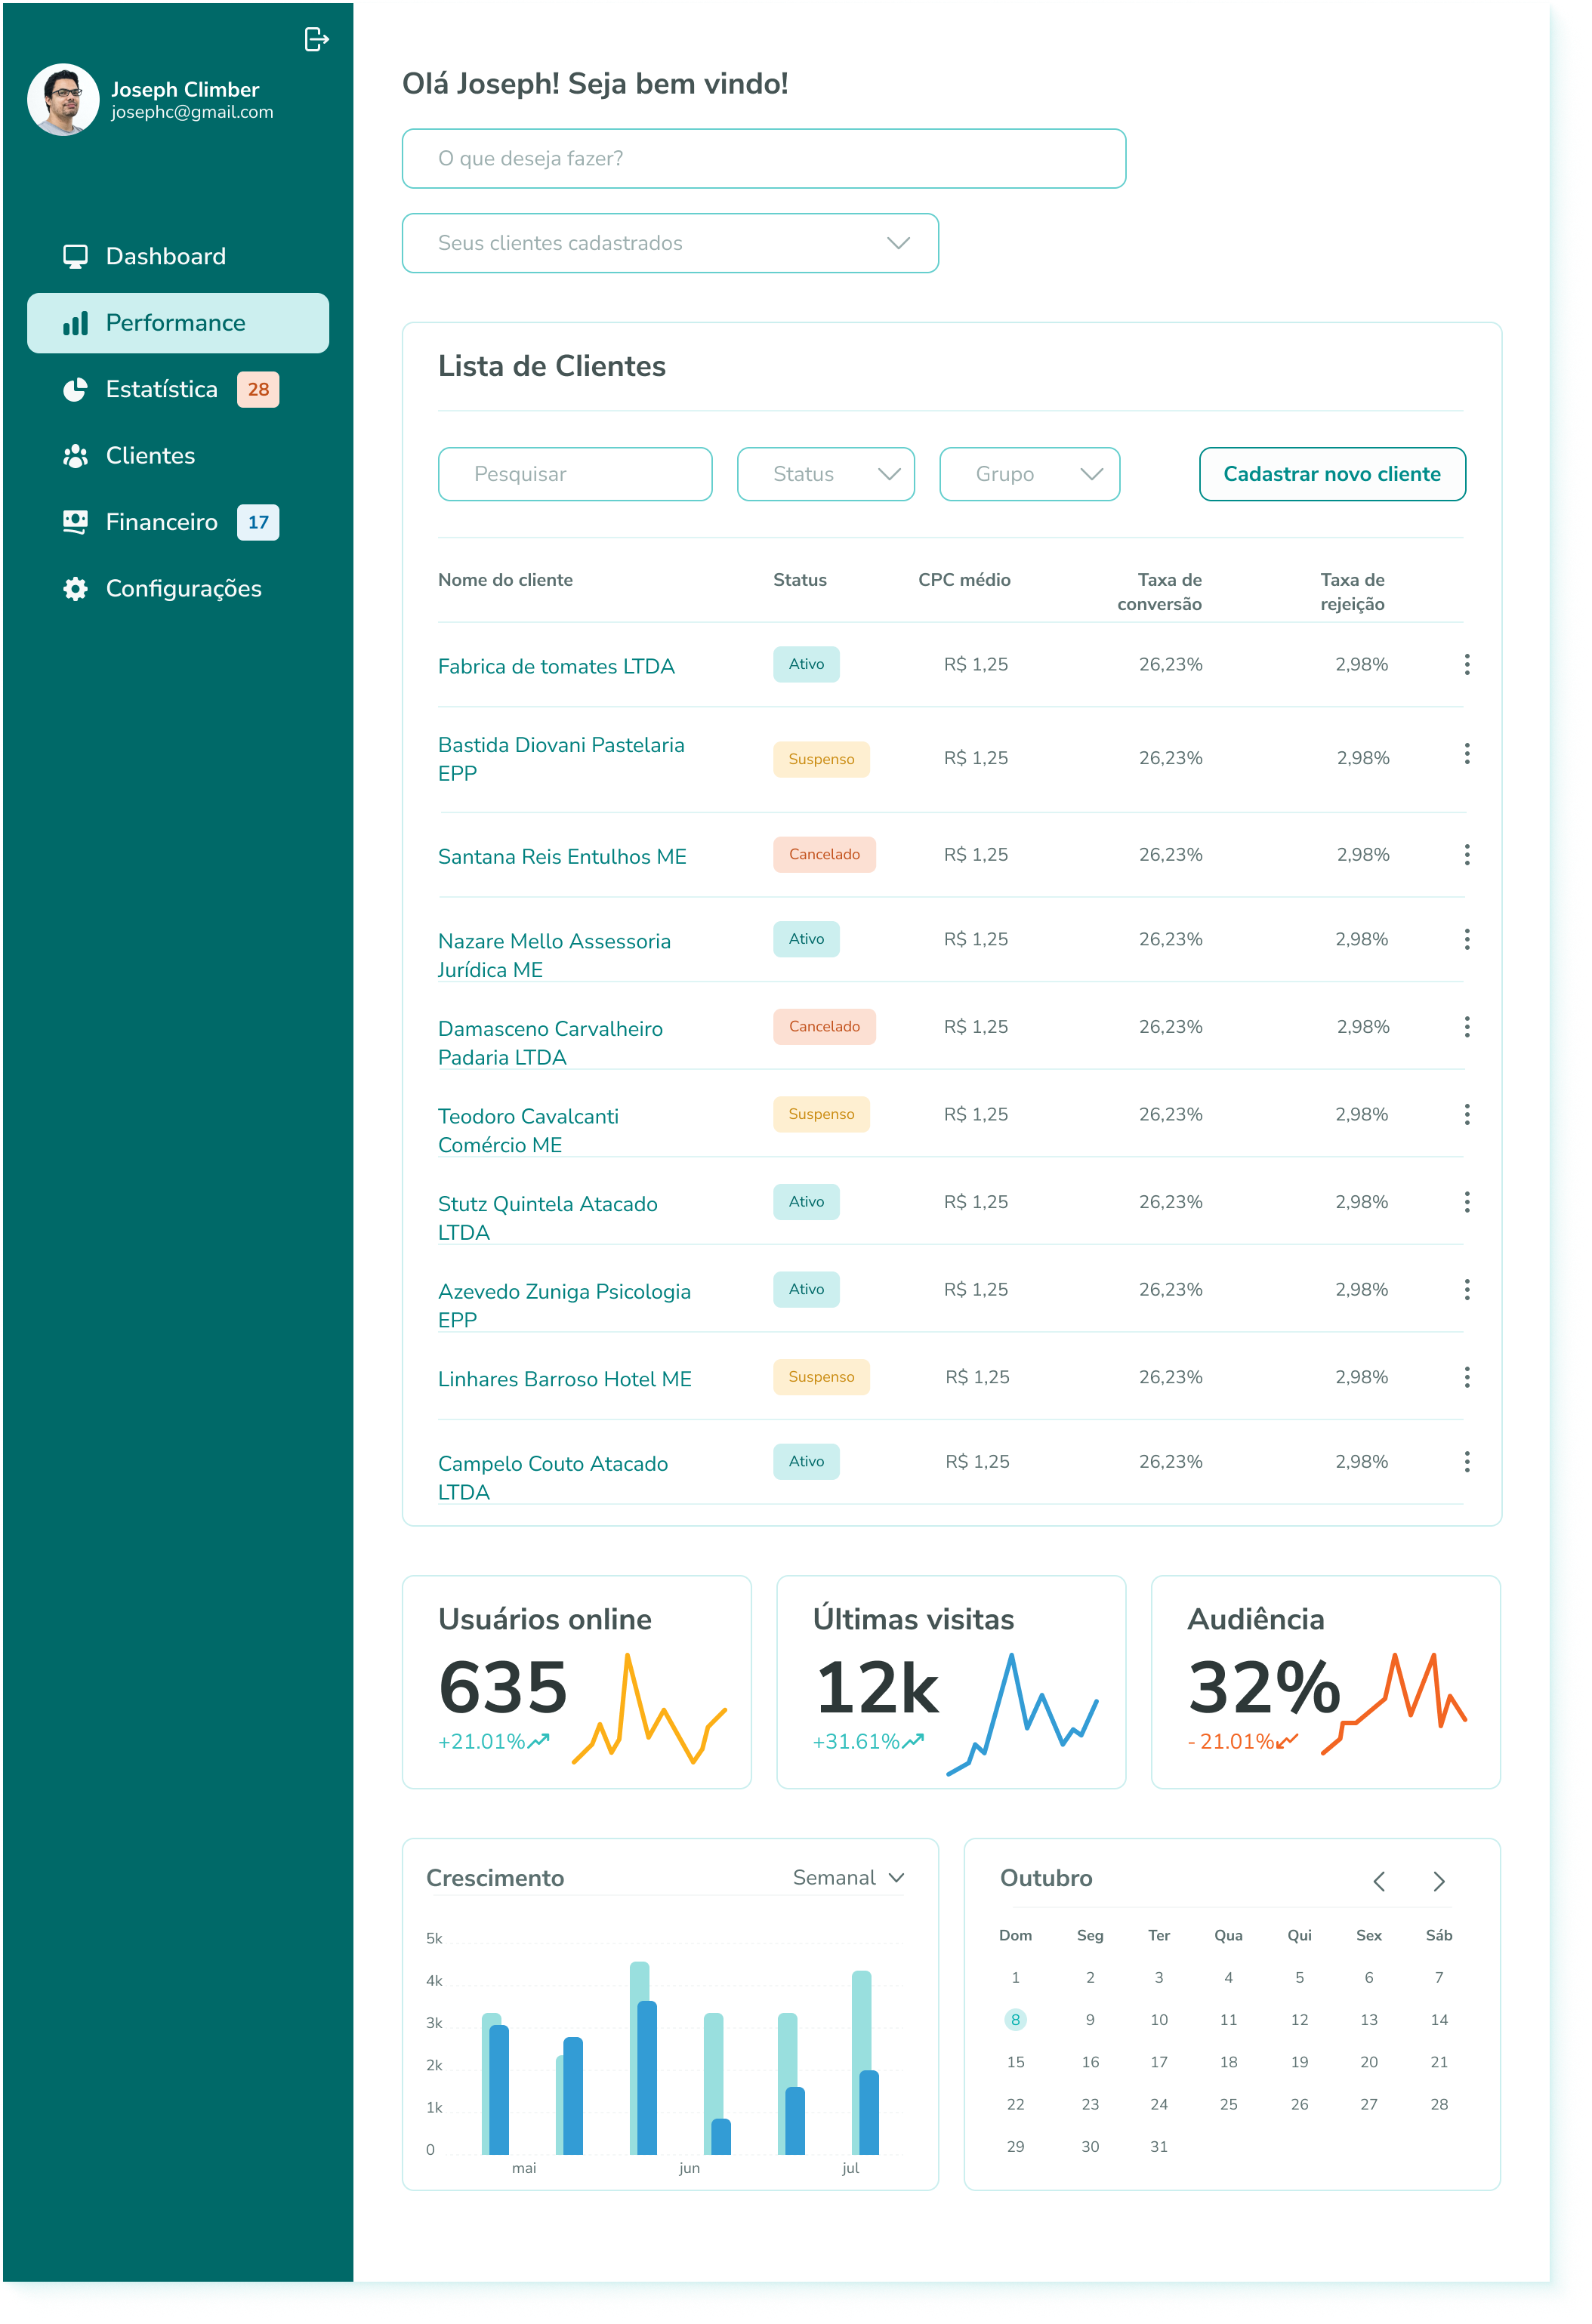 Joseph Climber
josephc@gmail.com
Dashboard
Performance
Estatística 28
Clientes
Financeiro 17
Configurações
Olá Joseph! Seja bem vindo!
O que deseja fazer?
Seus clientes cadastrados
Lista de Clientes
Pesquisar Status Grupo Cadastrar novo cliente
Nome do cliente Status CPC médio Taxa de Taxa de
conversão rejeição
Fabrica de tomates LTDA Ativo R$ 1,25 26,23% 2,98%
Bastida Diovani Pastelaria
EPP Suspenso R$ 1,25 26,23% 2,98%
Santana Reis Entulhos ME Cancelado R$ 1,25 26,23% 2,98%
Nazare Mello Assessoria Ativo R$ 1,25 26,23% 2,98%
Jurídica ME
Damasceno Carvalheiro Cancelado R$ 1,25 26,23% 2,98%
Padaria LTDA
Teodoro Cavalcanti Suspenso R$ 1,25 26,23% 2,98%
Comércio ME
Stutz Quintela Atacado Ativo R$ 1,25 26,23% 2,98%
LTDA
Azevedo Zuniga Psicologia Ativo R$ 1,25 26,23% 2,98%
EPP
Linhares Barroso Hotel ME Suspenso R$ 1,25 26,23% 2,98%
Campelo Couto Atacado Ativo R$ 1,25 26,23% 2,98%
LTDA
Usuários online
635
+21.01%
Últimas visitas
12k
+31.61%
Audiência
32%
- 21.01%
Crescimento Semanal
5k
4k
3k
2k
1k
0
mai jun jul
Outubro
Dom Seg Ter Qua Qui Sex Sáb
1 2 3 4 5 6 7
8 9 10 11 12 13 14
15 16 17 18 19 20 21
22 23 24 25 26 27 28
29 30 31